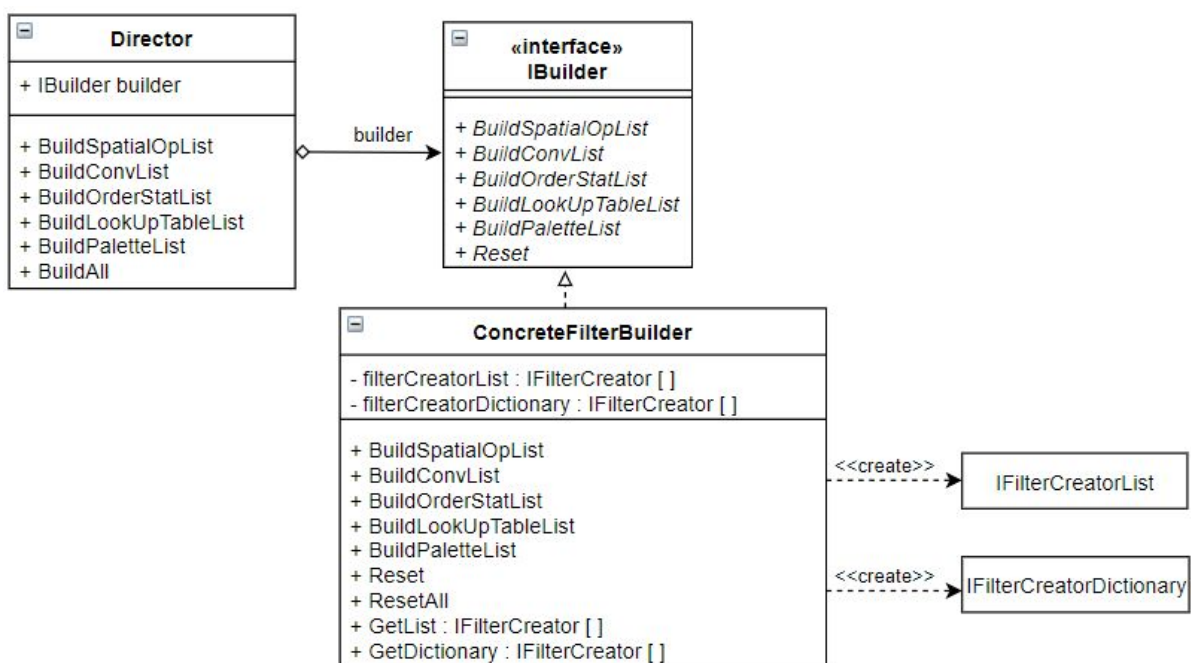 Director
+ IBuilder builder
+ BuildSpatialOpList
+ BuildConvList
+ BuildOrderStatList
+ BuildLookUpTableList
+ BuildPaletteList
+ BuildAll
builder
«interface»
IBuilder
+ BuildSpatialOpList
+ BuildConvList
+ BuildOrderStatList
+ BuildLookUpTableList
+ BuildPaletteList
+ Reset
ConcreteFilterBuilder
- filterCreatorList : IFilterCreator [ ]
- filterCreatorDictionary : IFilterCreator [ ]
+ BuildSpatialOpList
+ BuildConvList
+ BuildOrderStatList
+ BuildLookUpTableList
+ BuildPaletteList
+ Reset
+ ResetAll
+ GetList : IFilterCreator [ ]
+ GetDictionary : IFilterCreator [ ]
<<create>>
IFilterCreatorList
<<create>>
IFilterCreatorDictionary